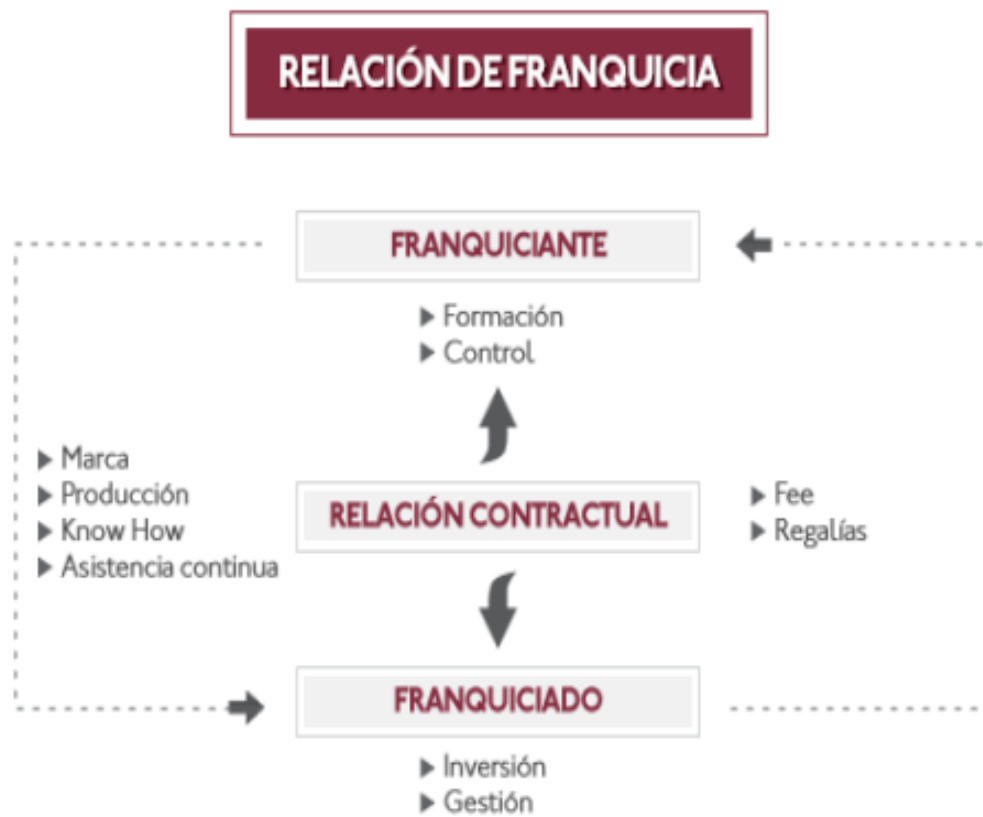 RELACIÓN DE FRANQUICIA
FRANQUICIANTE
Formación
Control
Marca
Producción
Know How
Asistencia continua
RELACIÓN CONTRACTUAL
Fee
Regalías
FRANQUICIADO
Inversión
Gestión